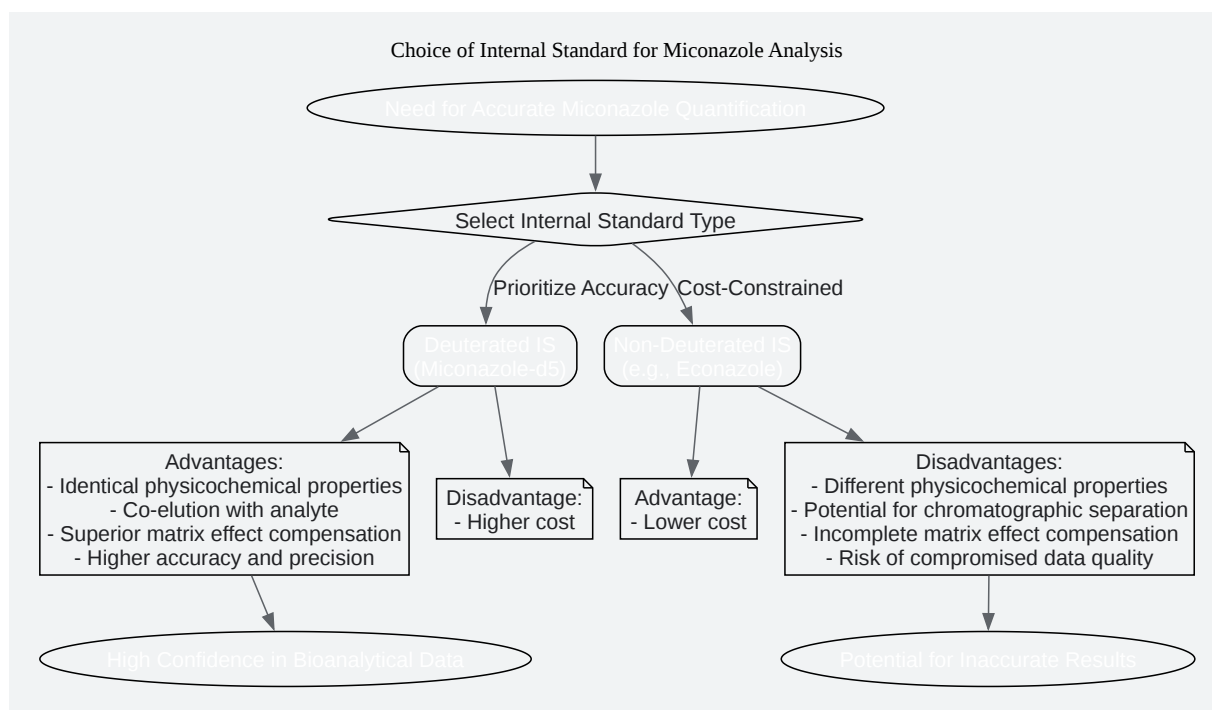 Choice of Internal Standard for Miconazole Analysis
Need for Accurate Miconazole Quantification
Select Internal Standard Type
Prioritize Accuracy
Cost-Constrained
Deuterated IS
(Miconazole-d5)
Non-Deuterated IS
(e.g., Econazole)
Advantages:
- Identical physicochemical properties
- Co-elution with analyte
- Superior matrix effect compensation
- Higher accuracy and precision
Disadvantage:
- Higher cost
Advantage:
- Lower cost
Disadvantages:
- Different physicochemical properties
- Potential for chromatographic separation
- Incomplete matrix effect compensation
- Risk of compromised data quality
High Confidence in Bioanalytical Data
Potential for Inaccurate Results